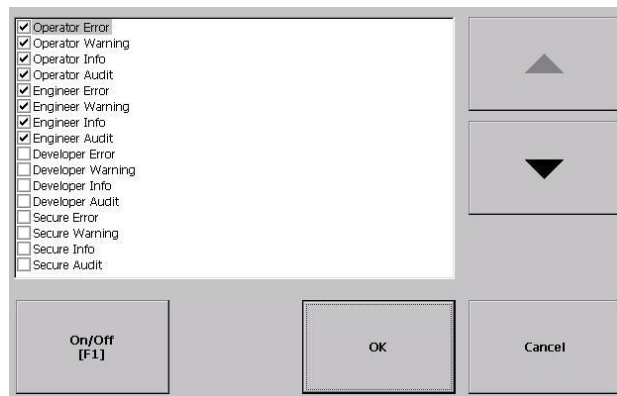 Operator Error
Operator Warning
Operator Info
Operator Audit
Engineer Error
Engineer Warning
Engineer Info
Engineer Audit
Developer Error
Developer Warning
Developer Info
Developer Audit
Secure Error
Secure Warning
Secure Info
Secure Audit
On/Off
[F1]
OK
Cancel